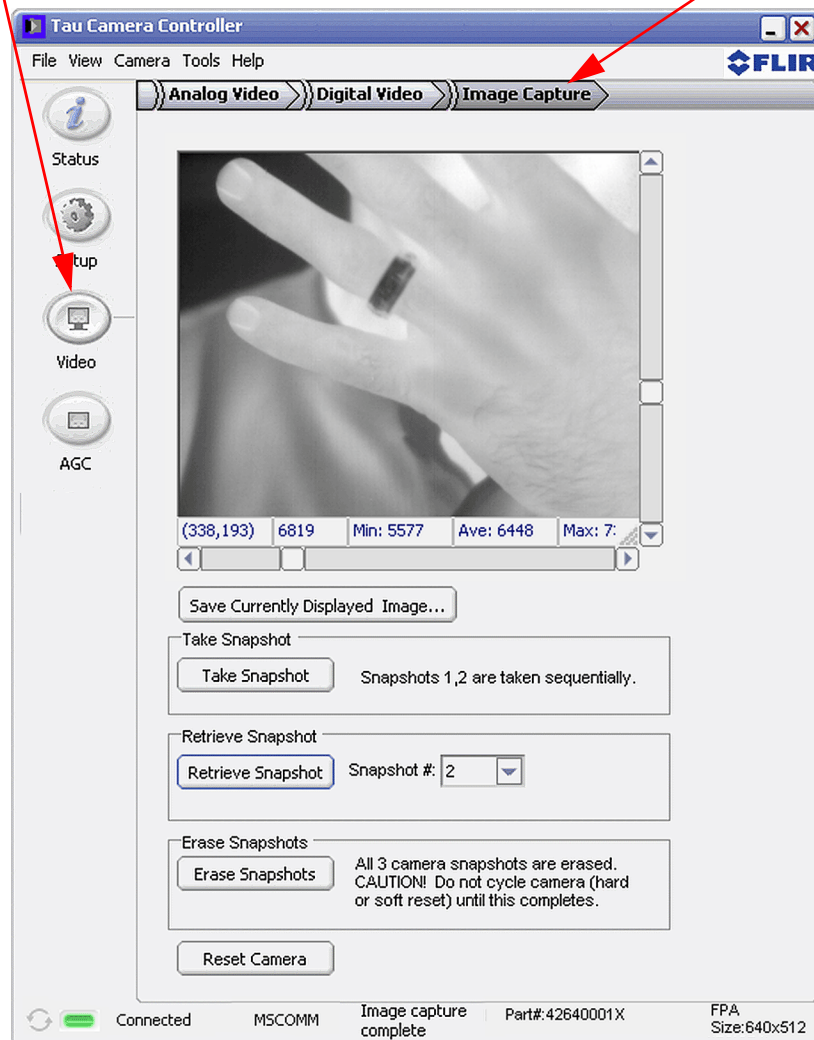 Tau Camera Controller
File View Camera Tools Help
FLIR
Analog Video Digital Video Image Capture
Status
Setup
Video
AGC
(338,193) 6819 Min: 5577 Ave: 6448 Max: 7
Save Currently Displayed Image...
Take Snapshot
Take Snapshot Snapshots 1,2 are taken sequentially.
Retrieve Snapshot
Retrieve Snapshot Snapshot #: 2
Erase Snapshots
Erase Snapshots
All 3 camera snapshots are erased.
CAUTION! Do not cycle camera (hard
or soft reset) until this completes.
Reset Camera
Connected MSCOMM
Image capture
complete
Part#:42640001X
FPA
Size:640x512